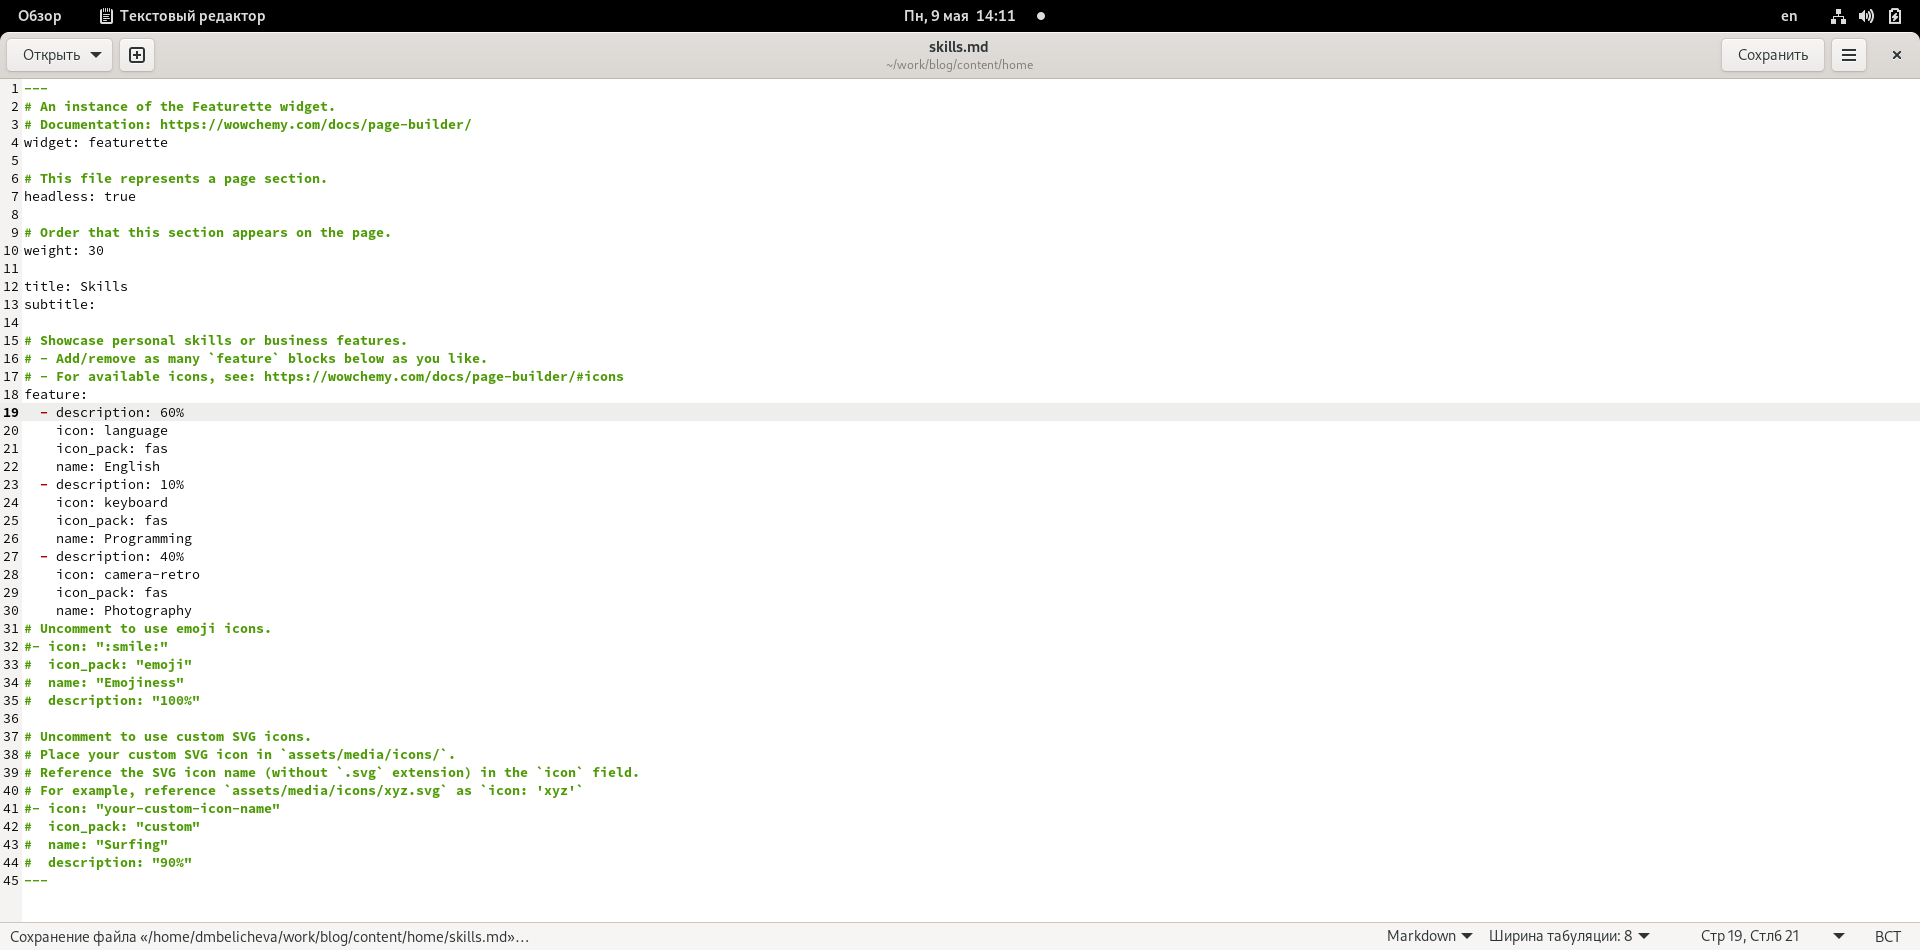 Обзор Текстовый редактор Пн, 9 мая 14:11 en
Открыть skills.md Сохранить
~/work/blog/content/home
1 ---
2 # An instance of the Featurette widget.
3 # Documentation: https://wowchemy.com/docs/page-builder/
4 widget: featurette
5
6 # This file represents a page section.
7 headless: true
8
9 # Order that this section appears on the page.
10 weight: 30
11
12 title: Skills
13 subtitle:
14
15 # Showcase personal skills or business features.
16 # - Add/remove as many `feature` blocks below as you like.
17 # - For available icons, see: https://wowchemy.com/docs/page-builder/#icons
18 feature:
19   - description: 60%
20     icon: language
21     icon_pack: fas
22     name: English
23   - description: 10%
24     icon: keyboard
25     icon_pack: fas
26     name: Programming
27   - description: 40%
28     icon: camera-retro
29     icon_pack: fas
30     name: Photography
31 # Uncomment to use emoji icons.
32 #- icon: ":smile:"
33 #  icon_pack: "emoji"
34 #  name: "Emojiness"
35 #  description: "100%"
36
37 # Uncomment to use custom SVG icons.
38 # Place your custom SVG icon in `assets/media/icons/`.
39 # Reference the SVG icon name (without `.svg` extension) in the `icon` field.
40 # For example, reference `assets/media/icons/xyz.svg` as `icon: 'xyz'`
41 #- icon: "your-custom-icon-name"
42 #  icon_pack: "custom"
43 #  name: "Surfing"
44 #  description: "90%"
45 ---
Сохранение файла «/home/dmbelicheva/work/blog/content/home/skills.md»… Markdown Ширина табуляции: 8 Стр 19, Стлб 21 ВСТ